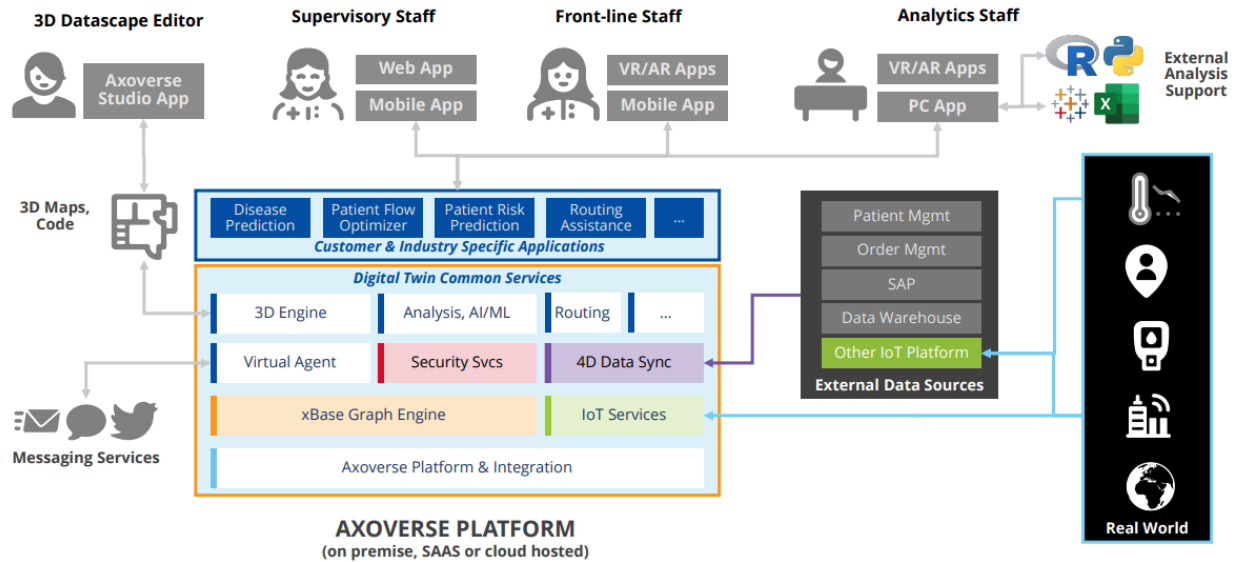 3D Datascape Editor
Supervisory Staff
Front-line Staff
Analytics Staff
Axoverse
Studio App
Web App
Mobile App
VR/AR Apps
Mobile App
VR/AR Apps
PC App
R
X
External
Analysis
Support
3D Maps,
Code
Disease
Prediction
Patient Flow
Optimizer
Patient Risk
Prediction
Routing
Assistance
...
Customer & Industry Specific Applications
Digital Twin Common Services
3D Engine
Analysis, AI/ML
Routing
...
Virtual Agent
Security Svcs
4D Data Sync
xBase Graph Engine
IoT Services
Axoverse Platform & Integration
Messaging Services
Patient Mgmt
Order Mgmt
SAP
Data Warehouse
Other IoT Platform
External Data Sources
Real World
AXOVERSE PLATFORM
(on premise, SAAS or cloud hosted)